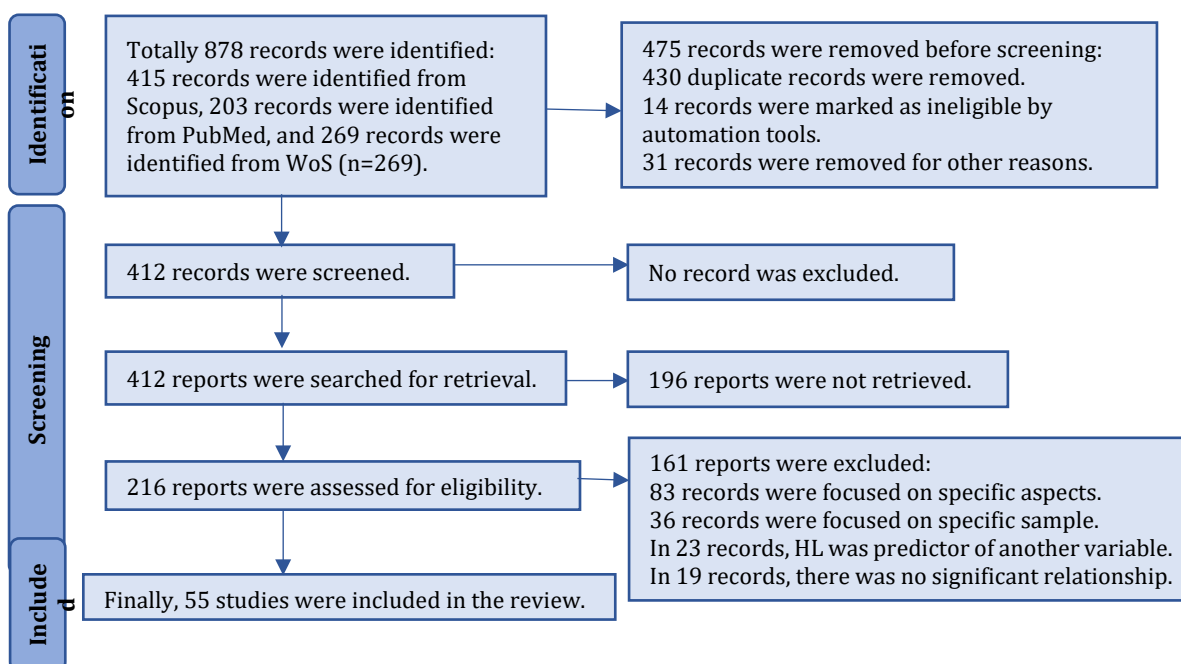 Identificati
on
Totally 878 records were identified:
415 records were identified from
Scopus, 203 records were identified
from PubMed, and 269 records were
identified from WoS (n=269).
475 records were removed before screening:
430 duplicate records were removed.
14 records were marked as ineligible by
automation tools.
31 records were removed for other reasons.
Screening
412 records were screened.
No record was excluded.
412 reports were searched for retrieval.
196 reports were not retrieved.
216 reports were assessed for eligibility.
161 reports were excluded:
83 records were focused on specific aspects.
36 records were focused on specific sample.
In 23 records, HL was predictor of another variable.
In 19 records, there was no significant relationship.
Include
d
Finally, 55 studies were included in the review.